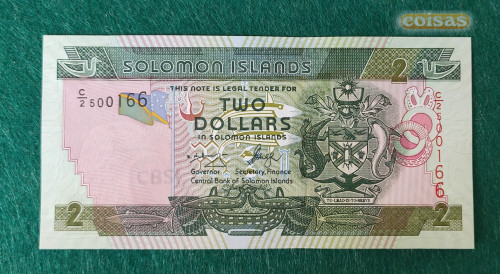 coisas
SOLOMON ISLANDS
2
THIS NOTE IS LEGAL TENDER FOR
C/2 500166
TWO
DOLLARS
IN SOLOMON ISLANDS
C/2 500166
Governor Secretary, Finance
Central Bank of Solomon Islands
CBSI
TO LEAD IS TO SERVE
2
2